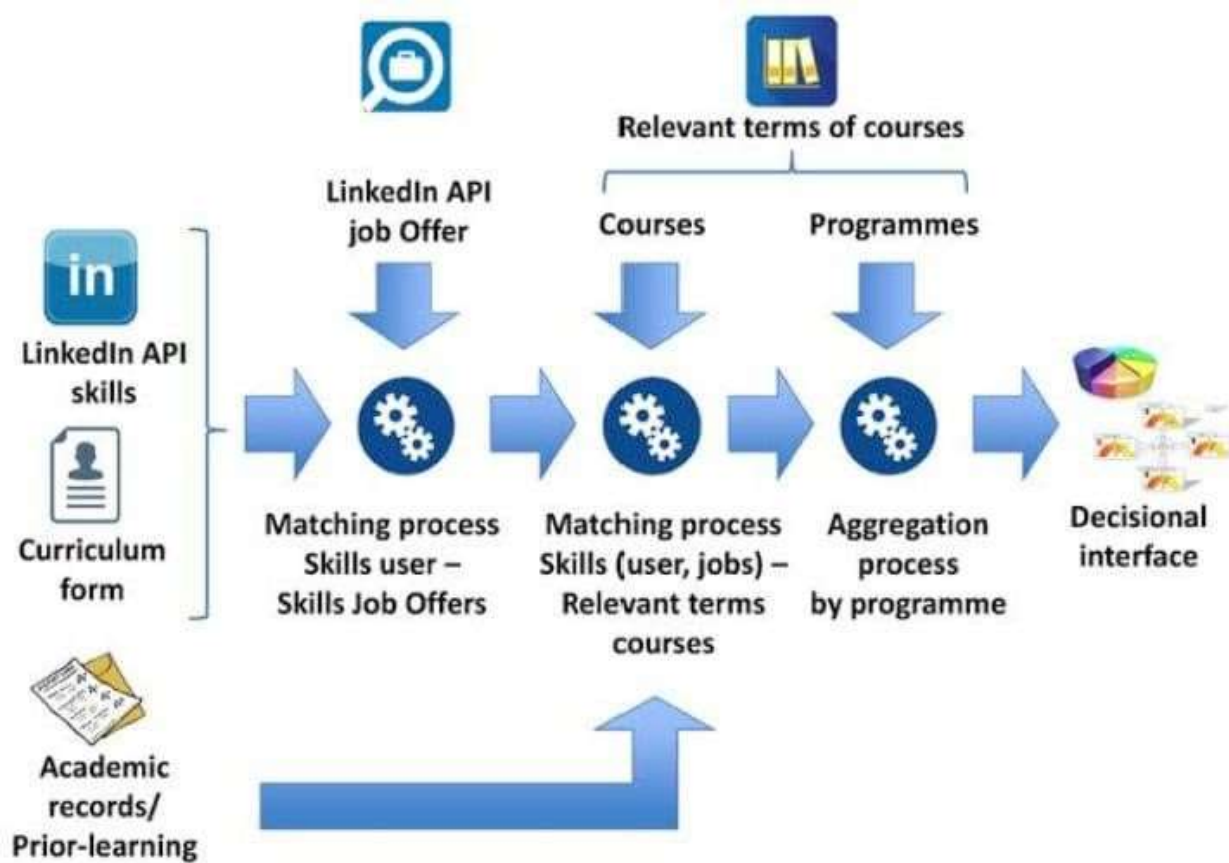 Relevant terms of courses
LinkedIn API
job Offer
Courses
Programmes
in
LinkedIn API
skills
Curriculum
form
Matching process
Skills user –
Skills Job Offers
Matching process
Skills (user, jobs) –
Relevant terms
courses
Aggregation
process
by programme
Decisional
interface
Academic
records/
Prior-learning